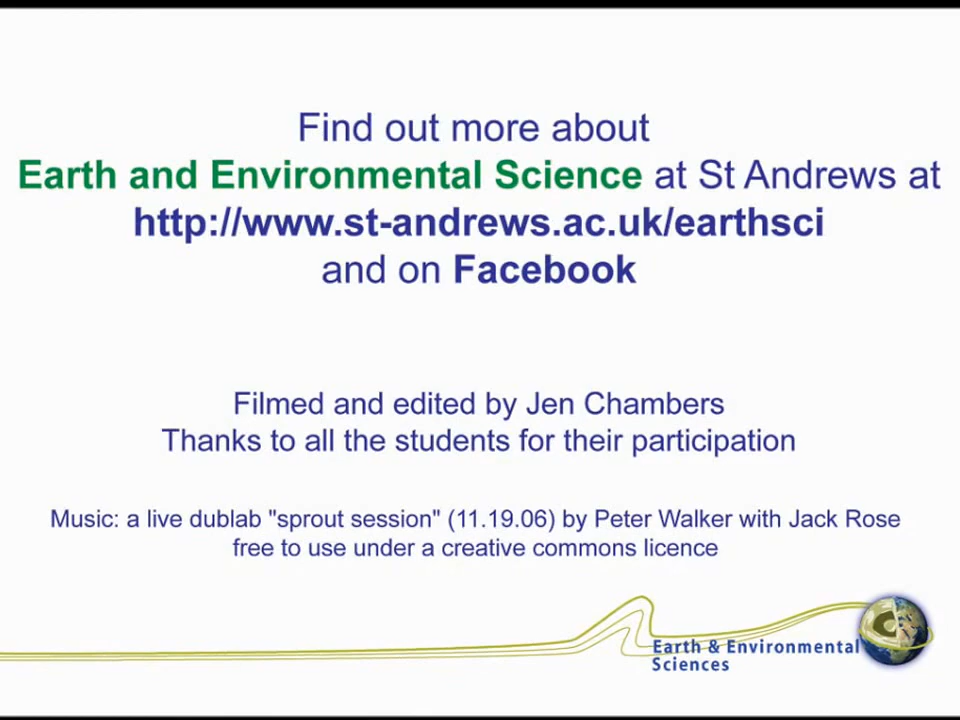 Find out more about
Earth and Environmental Science at St Andrews at
http://www.st-andrews.ac.uk/earthsci
and on Facebook
Filmed and edited by Jen Chambers
Thanks to all the students for their participation
Music: a live dublab "sprout session" (11.19.06) by Peter Walker with Jack Rose
free to use under a creative commons licence
Earth & Environmental
Sciences